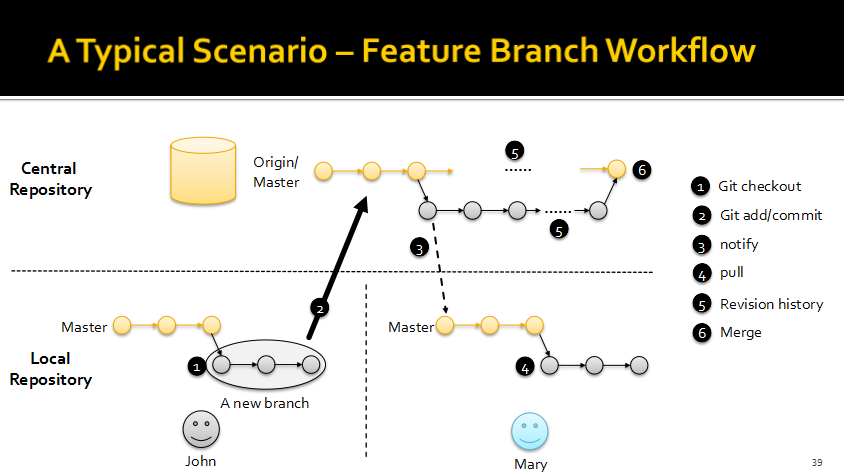 A Typical Scenario – Feature Branch Workflow
Central
Repository
Origin/
Master
5
......
6
......
5
3
1 Git checkout
2 Git add/commit
3 notify
4 pull
5 Revision history
6 Merge
2
Master
Master
Local
Repository
1
4
A new branch
John
Mary
39